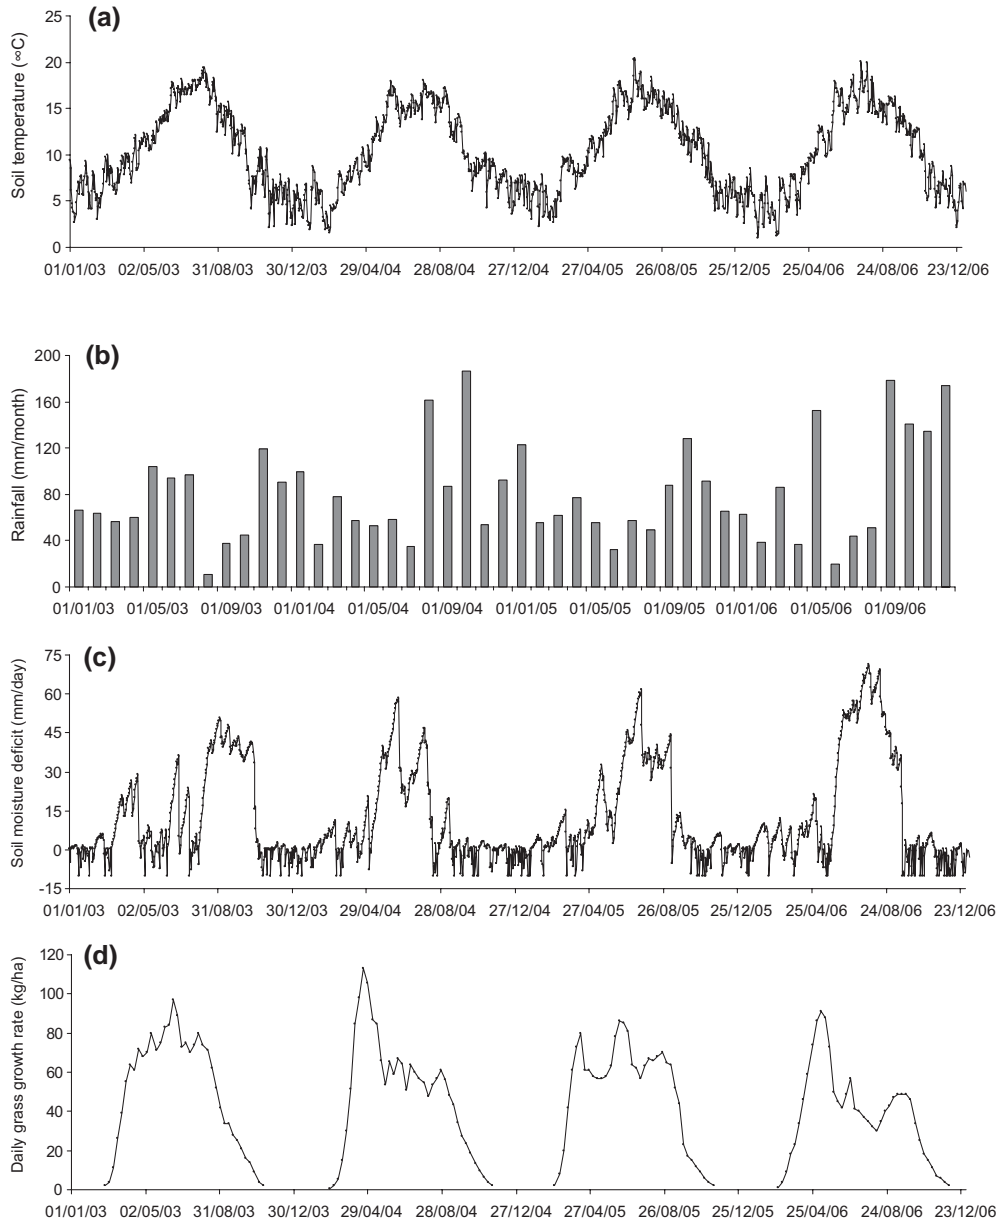 (a)
Soil temperature (∞C)
25
20
15
10
5
0
01/01/03 02/05/03 31/08/03 30/12/03 29/04/04 28/08/04 27/12/04 27/04/05 26/08/05 25/12/05 25/04/06 24/08/06 23/12/06
(b)
Rainfall (mm/month)
200
160
120
80
40
0
01/01/03 01/05/03 01/09/03 01/01/04 01/05/04 01/09/04 01/01/05 01/05/05 01/09/05 01/01/06 01/05/06 01/09/06
(c)
Soil moisture deficit (mm/day)
75
60
45
30
15
0
-15
01/01/03 02/05/03 31/08/03 30/12/03 29/04/04 28/08/04 27/12/04 27/04/05 26/08/05 25/12/05 25/04/06 24/08/06 23/12/06
(d)
Daily grass growth rate (kg/ha)
120
100
80
60
40
20
0
01/01/03 02/05/03 31/08/03 30/12/03 29/04/04 28/08/04 27/12/04 27/04/05 26/08/05 25/12/05 25/04/06 24/08/06 23/12/06